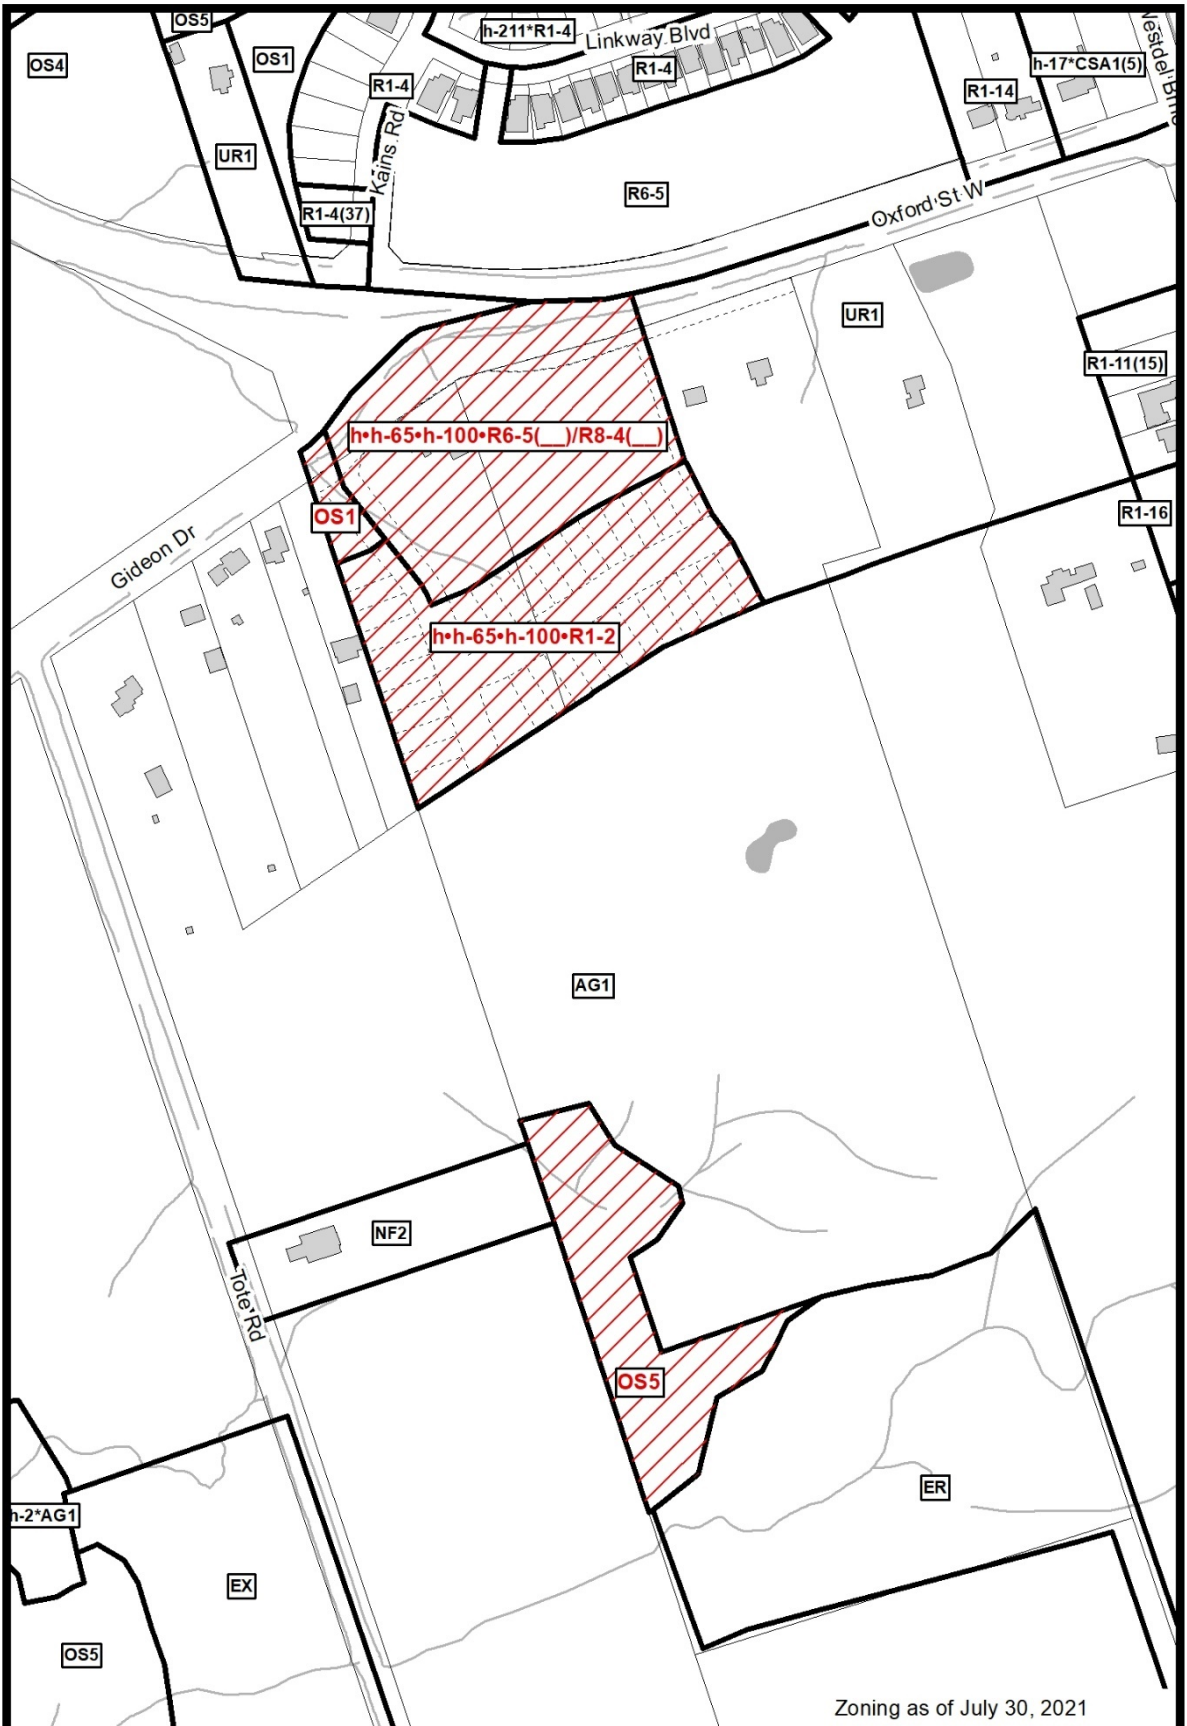 OS5
h-211*R1-4
Linkway Blvd
OS4
OS1
R1-4
R1-4
h-17*CSA1(5)
R1-14
UR1
Kains Rd
R6-5
R1-4(37)
Oxford St W
UR1
R1-11(15)
h•h-65•h-100•R6-5(__)/R8-4(__)
OS1
R1-16
Gideon Dr
h•h-65•h-100•R1-2
AG1
NF2
Tote Rd
OS5
ER
h-2*AG1
EX
OS5
Zoning as of July 30, 2021